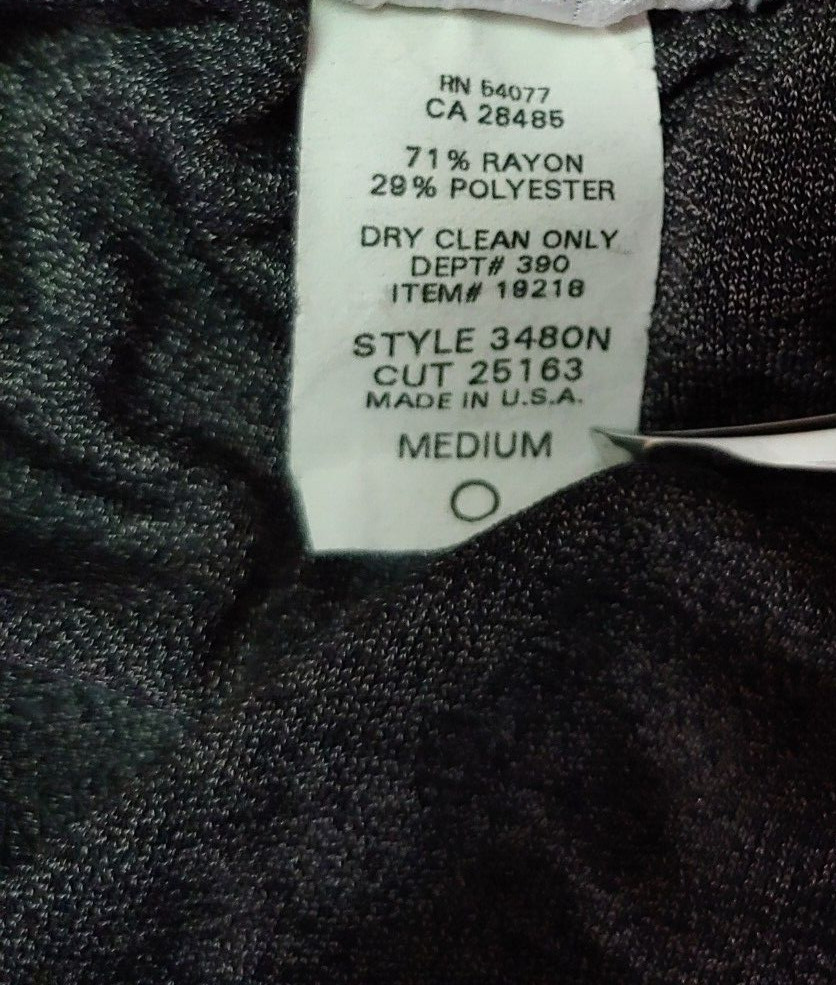 RN 54077
CA 28485
71% RAYON
29% POLYESTER
DRY CLEAN ONLY
DEPT# 390
ITEM# 19218
STYLE 3480N
CUT 25163
MADE IN U.S.A.
MEDIUM